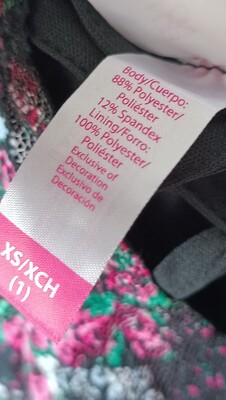 Body/Cuerpo:
88% Polyester/
Poliéster
12% Spandex
Lining/Forro:
100% Polyester/
Poliéster
Exclusive of
Decoration
Exclusivo de
Decoración
XS/XCH
(1)